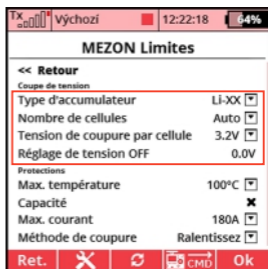 Tx Výchozí 12:22:18 64%
MEZON Limites
<< Retour
Coupe de tension
Type d'accumulateur Li-XX
Nombre de cellules Auto
Tension de coupure par cellule 3.2V
Réglage de tension OFF 0.0V
Protections
Max. température 100°C
Capacité ✖
Max. courant 180A
Méthode de coupure Ralentissez
Ret. CMD Ok